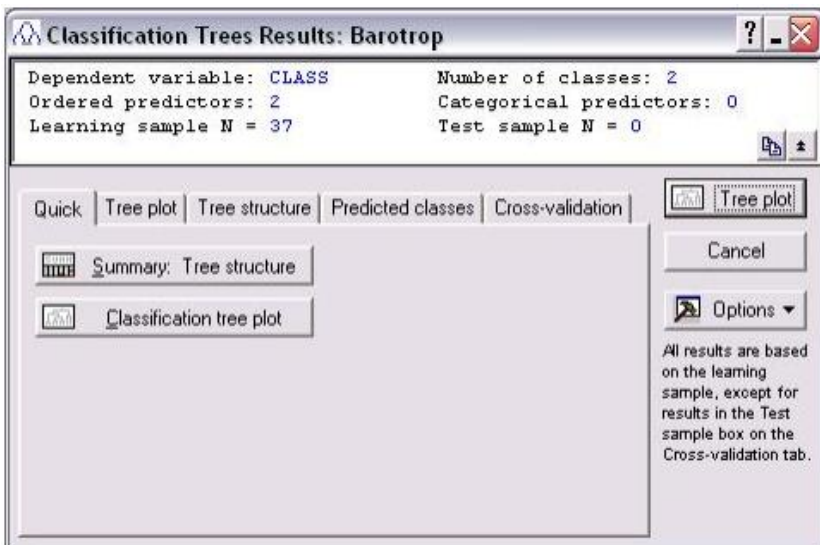 Classification Trees Results: Barotrop
Dependent variable: CLASS Number of classes: 2
Ordered predictors: 2 Categorical predictors: 0
Learning sample N = 37 Test sample N = 0
Quick Tree plot Tree structure Predicted classes Cross-validation
Summary: Tree structure
Classification tree plot
Tree plot
Cancel
Options
All results are based
on the learning
sample, except for
results in the Test
sample box on the
Cross-validation tab.